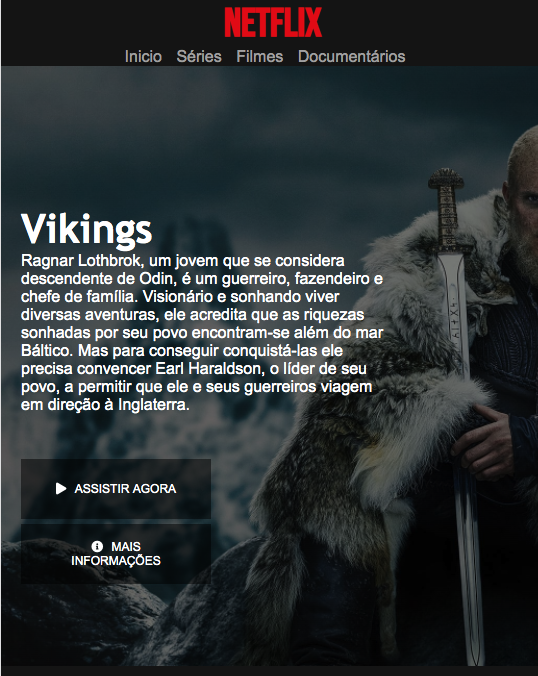 NETFLIX
Inicio Séries Filmes Documentários
Vikings
Ragnar Lothbrok, um jovem que se considera
descendente de Odin, é um guerreiro, fazendeiro e
chefe de família. Visionário e sonhando viver
diversas aventuras, ele acredita que as riquezas
sonhadas por seu povo encontram-se além do mar
Báltico. Mas para conseguir conquistá-las ele
precisa convencer Earl Haraldson, o líder de seu
povo, a permitir que ele e seus guerreiros viagem
em direção à Inglaterra.
ASSISTIR AGORA
MAIS
INFORMAÇÕES